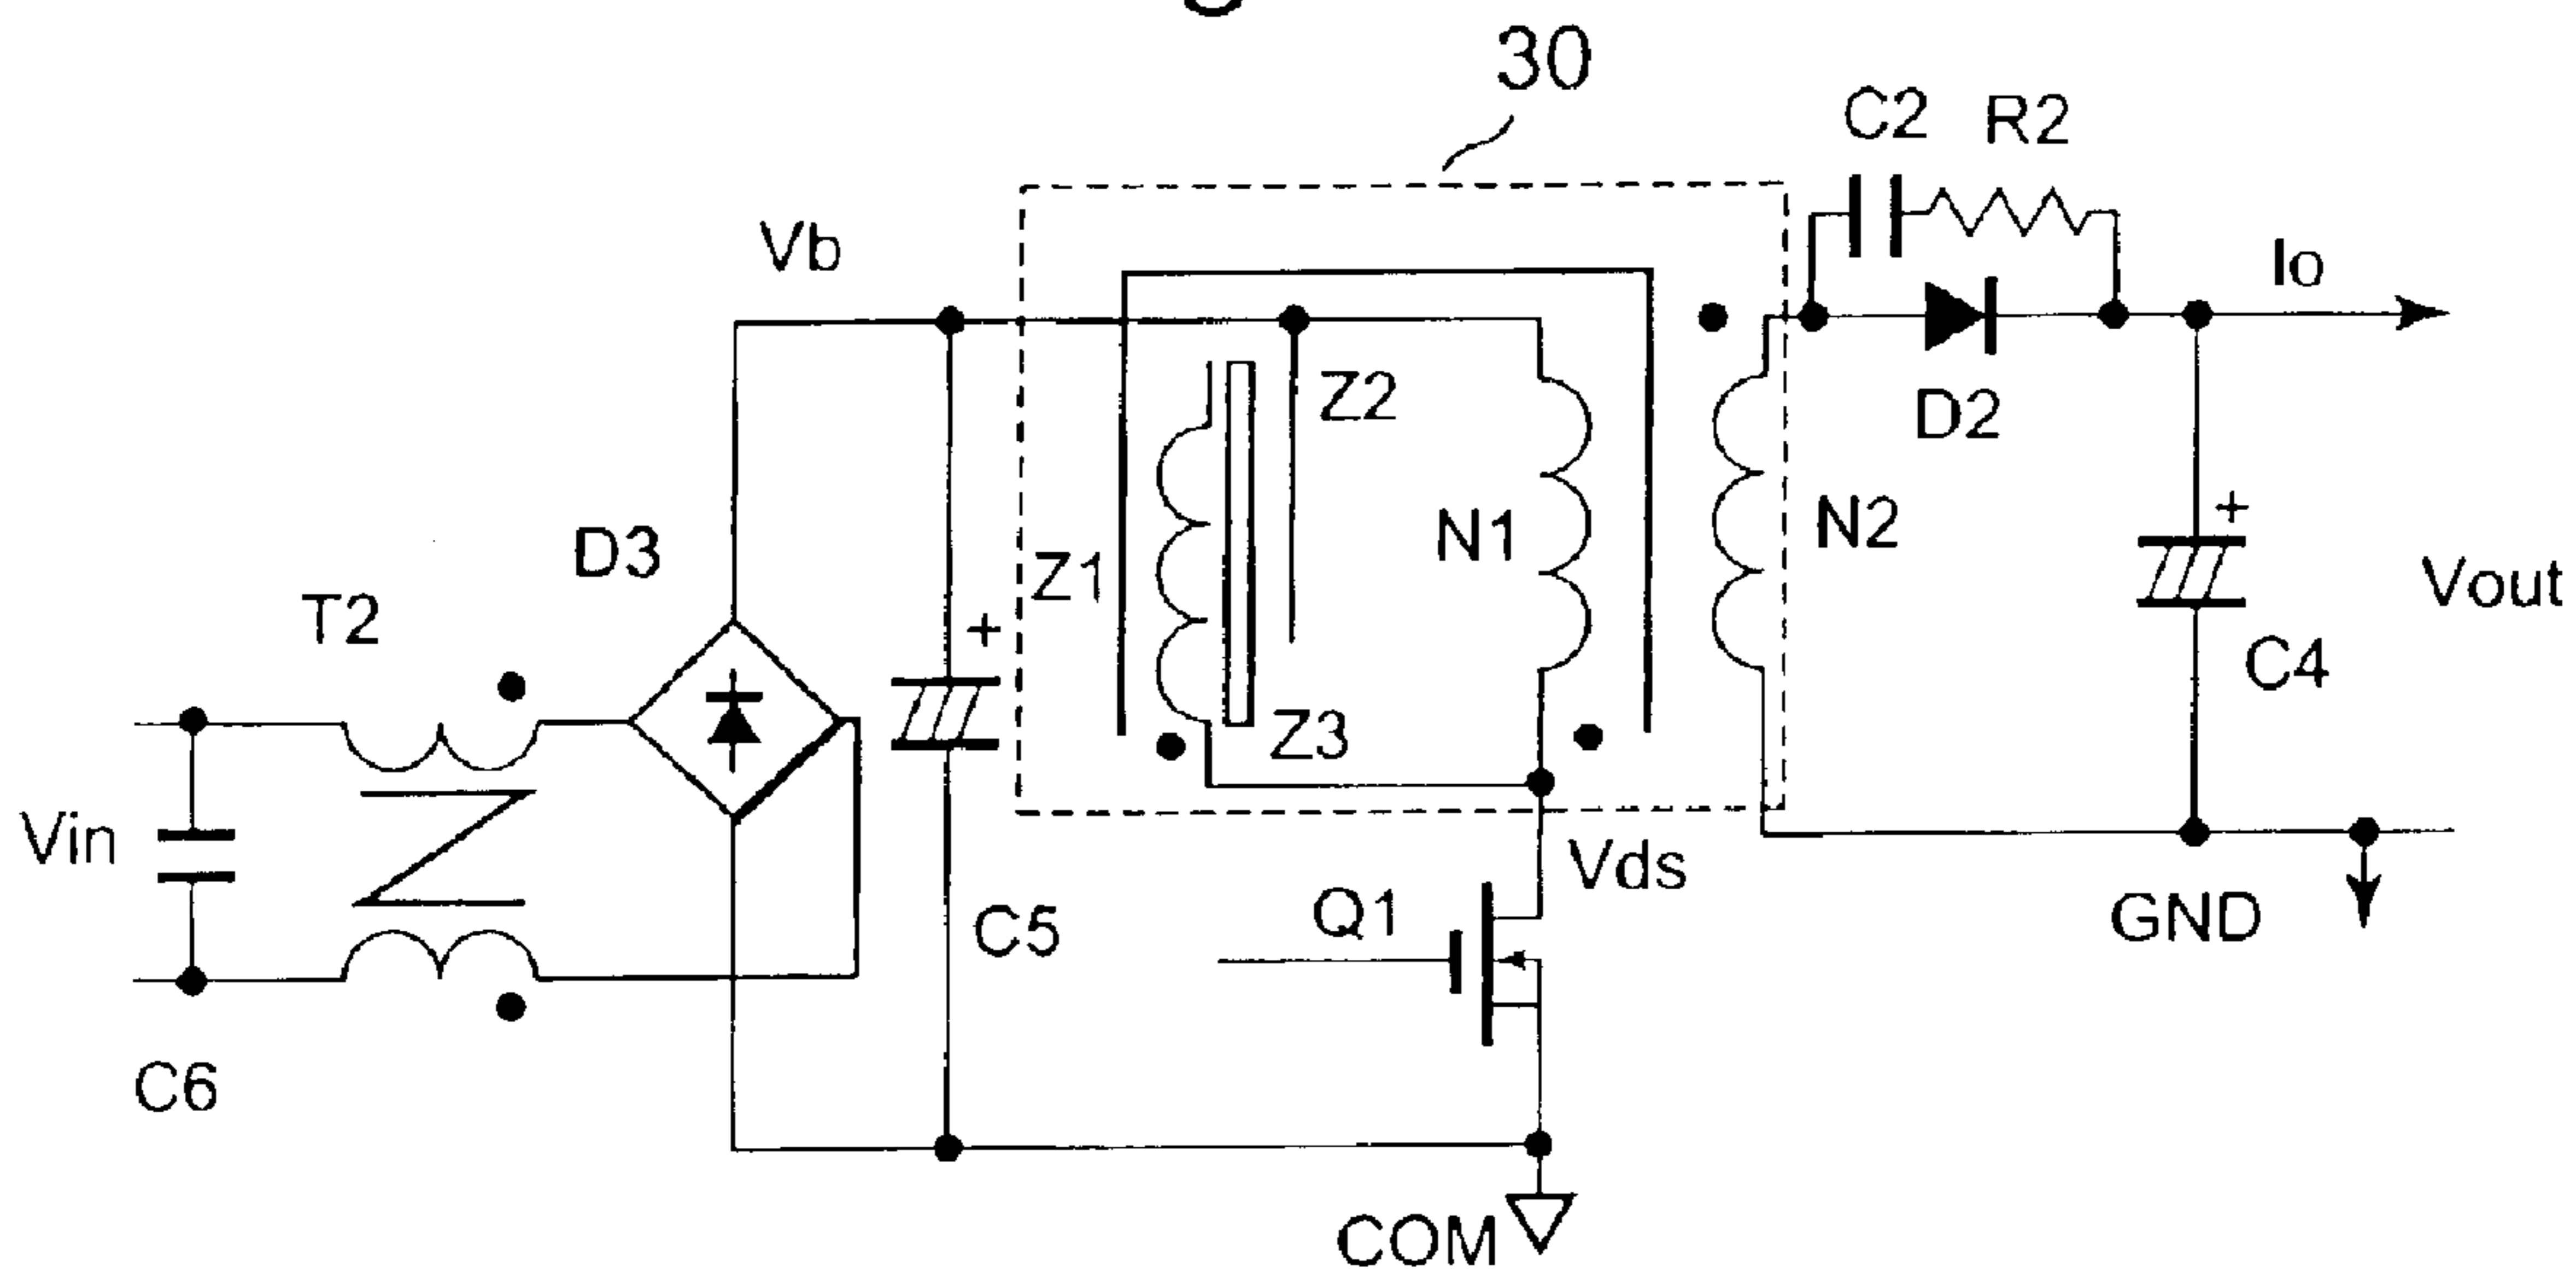 30
C2
R2
Vb
Io
Z2
D2
N1
N2
D3
Z1
+
Vout
T2
+
C4
Z3
Vin
Vds
Q1
GND
C5
C6
COM